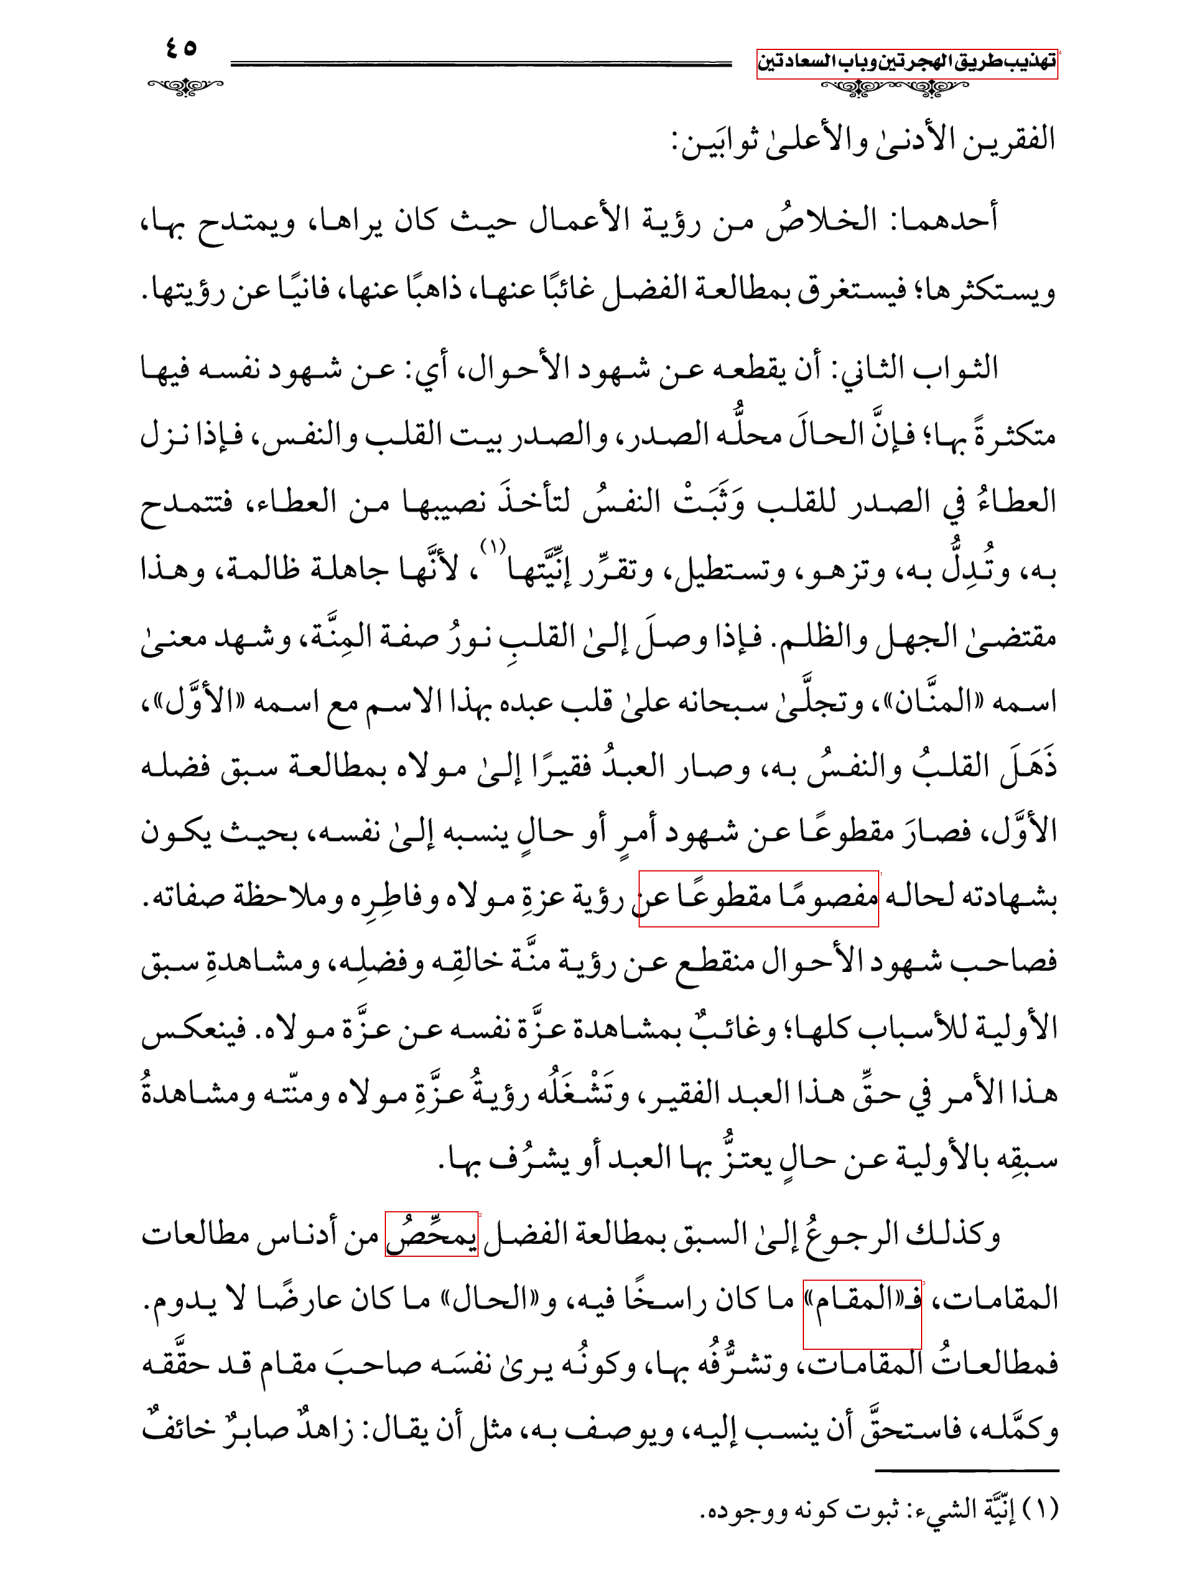 تهذيب طريق الهجرتين وباب السعادتين
٤٥
الفقرين الأدنىٰ والأعلىٰ ثوابَين:
أحدهما: الخلاصُ من رؤية الأعمال حيث كان يراها، ويمتدح بها،
ويستكثرها؛ فيستغرق بمطالعة الفضل غائبًا عنها، ذاهبًا عنها، فانيًا عن رؤيتها.
الثواب الثاني: أن يقطعه عن شهود الأحوال، أي: عن شهود نفسه فيها
متكثرةً بها؛ فإنَّ الحالَ محلُّه الصدر، والصدر بيت القلب والنفس، فإذا نزل
العطاءُ في الصدر للقلب وَثَبَتْ النفسُ لتأخذَ نصيبها من العطاء، فتتمدح
به، وتُدِلُّ به، وتزهو، وتستطيل، وتقرِّر إنِّيَّتها(١)، لأنَّها جاهلة ظالمة، وهذا
مقتضىٰ الجهل والظلم. فإذا وصلَ إلىٰ القلبِ نورُ صفة المِنَّة، وشهد معنىٰ
اسمه «المنَّان»، وتجلَّىٰ سبحانه علىٰ قلب عبده بهذا الاسم مع اسمه «الأوَّل»،
ذَهَلَ القلبُ والنفسُ به، وصار العبدُ فقيرًا إلىٰ مولاه بمطالعة سبق فضله
الأوَّل، فصارَ مقطوعًا عن شهود أمرٍ أو حالٍ ينسبه إلىٰ نفسه، بحيث يكون
بشهادته لحاله مفصومًا مقطوعًا عن رؤية عزةِ مولاه وفاطِرِه وملاحظة صفاته.
فصاحب شهود الأحوال منقطع عن رؤية منَّة خالقِه وفضلِه، ومشاهدةِ سبق
الأولية للأسباب كلها؛ وغائبٌ بمشاهدة عزَّة نفسه عن عزَّة مولاه. فينعكس
هذا الأمر في حقِّ هذا العبد الفقير، وتَشْغَلُه رؤيةُ عزَّةِ مولاه ومنّته ومشاهدةُ
سبقِه بالأولية عن حالٍ يعتزُّ بها العبد أو يشرُف بها.
وكذلك الرجوعُ إلىٰ السبق بمطالعة الفضل يمحِّصُ من أدناس مطالعات
المقامات، فـ«المقام» ما كان راسخًا فيه، و«الحال» ما كان عارضًا لا يدوم.
فمطالعاتُ المقامات، وتشرُّفُه بها، وكونُه يرىٰ نفسَه صاحبَ مقام قد حقَّقه
وكمَّله، فاستحقَّ أن ينسب إليه، ويوصف به، مثل أن يقال: زاهدٌ صابرٌ خائفٌ
(١) إنّيَّة الشيء: ثبوت كونه ووجوده.